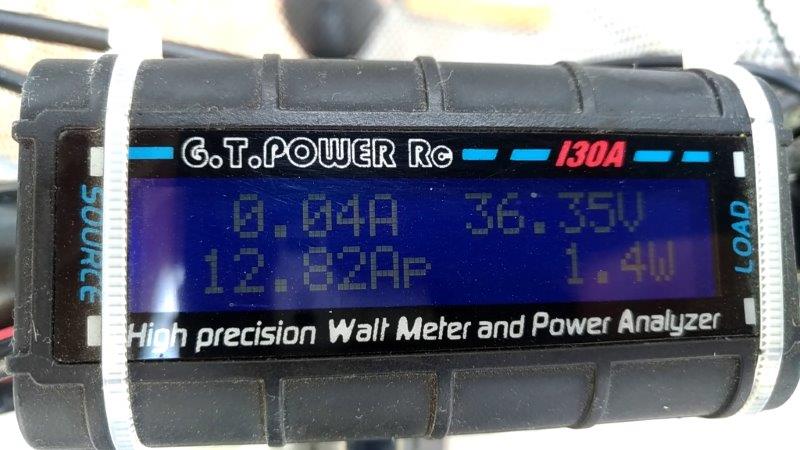 G.T.POWER RC 130A
SOURCE
0.04A 36.35V
12.82Ap 1.4W
LOAD
High precision Watt Meter and Power Analyzer